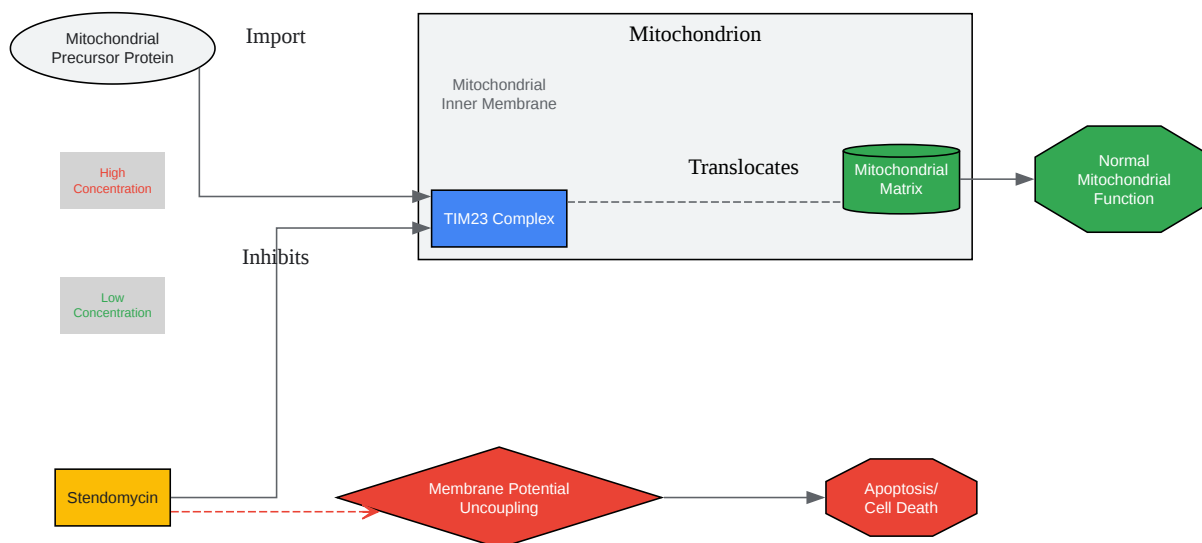 Mitochondrial
Precursor Protein
Import
Mitochondrion
Mitochondrial
Inner Membrane
High
Concentration
Translocates
Mitochondrial
Matrix
Normal
Mitochondrial
Function
TIM23 Complex
Inhibits
Low
Concentration
Stendomycin
Membrane Potential
Uncoupling
Apoptosis/
Cell Death